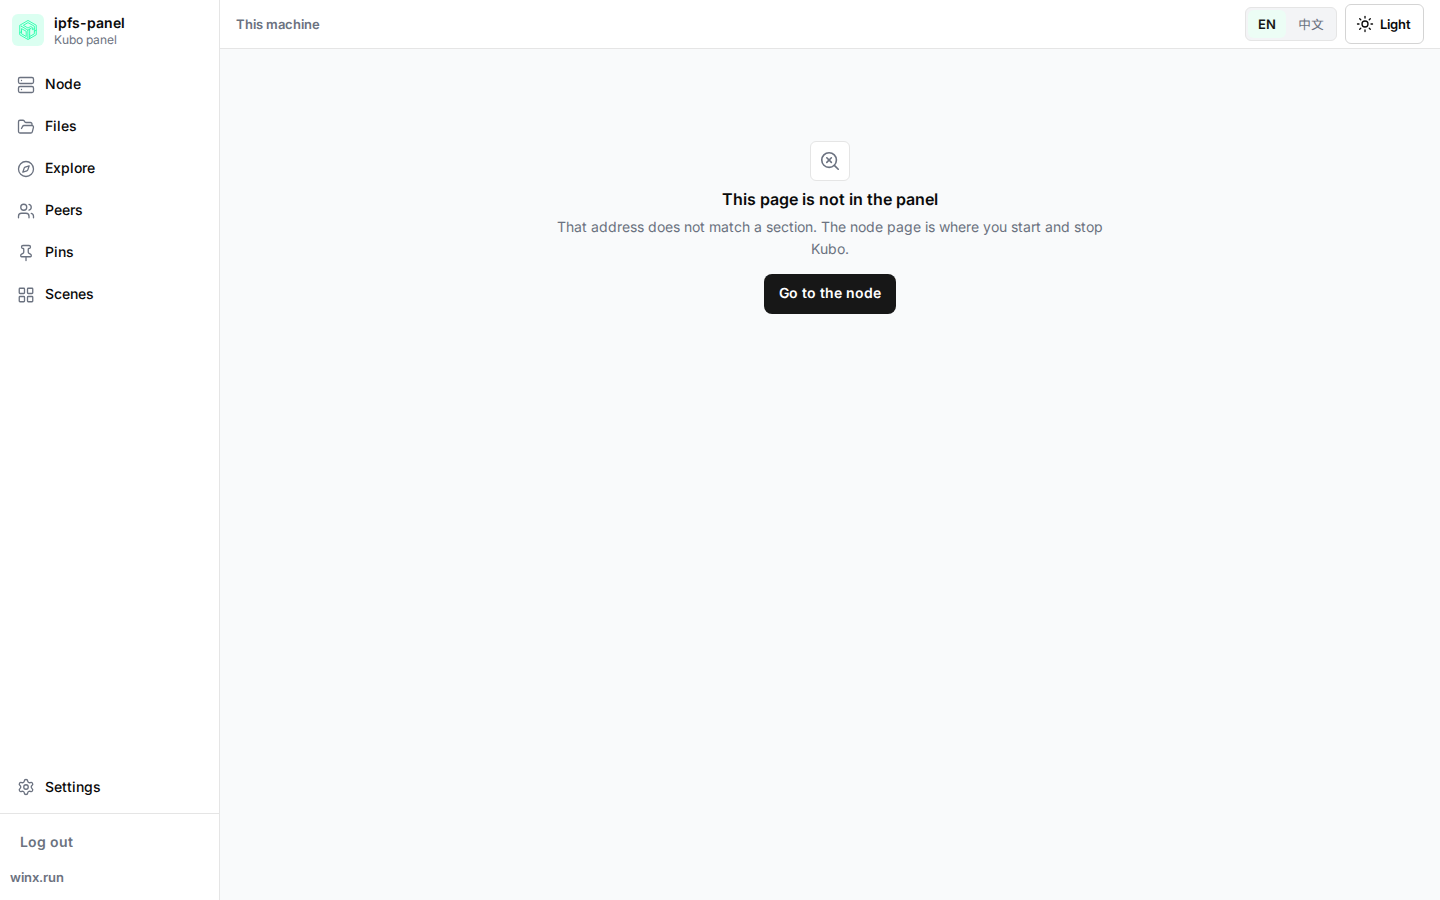 ipfs-panel
Kubo panel
Node
Files
Explore
Peers
Pins
Scenes
Settings
Log out
winx.run
This machine
EN
中文
Light
This page is not in the panel
That address does not match a section. The node page is where you start and stop
Kubo.
Go to the node